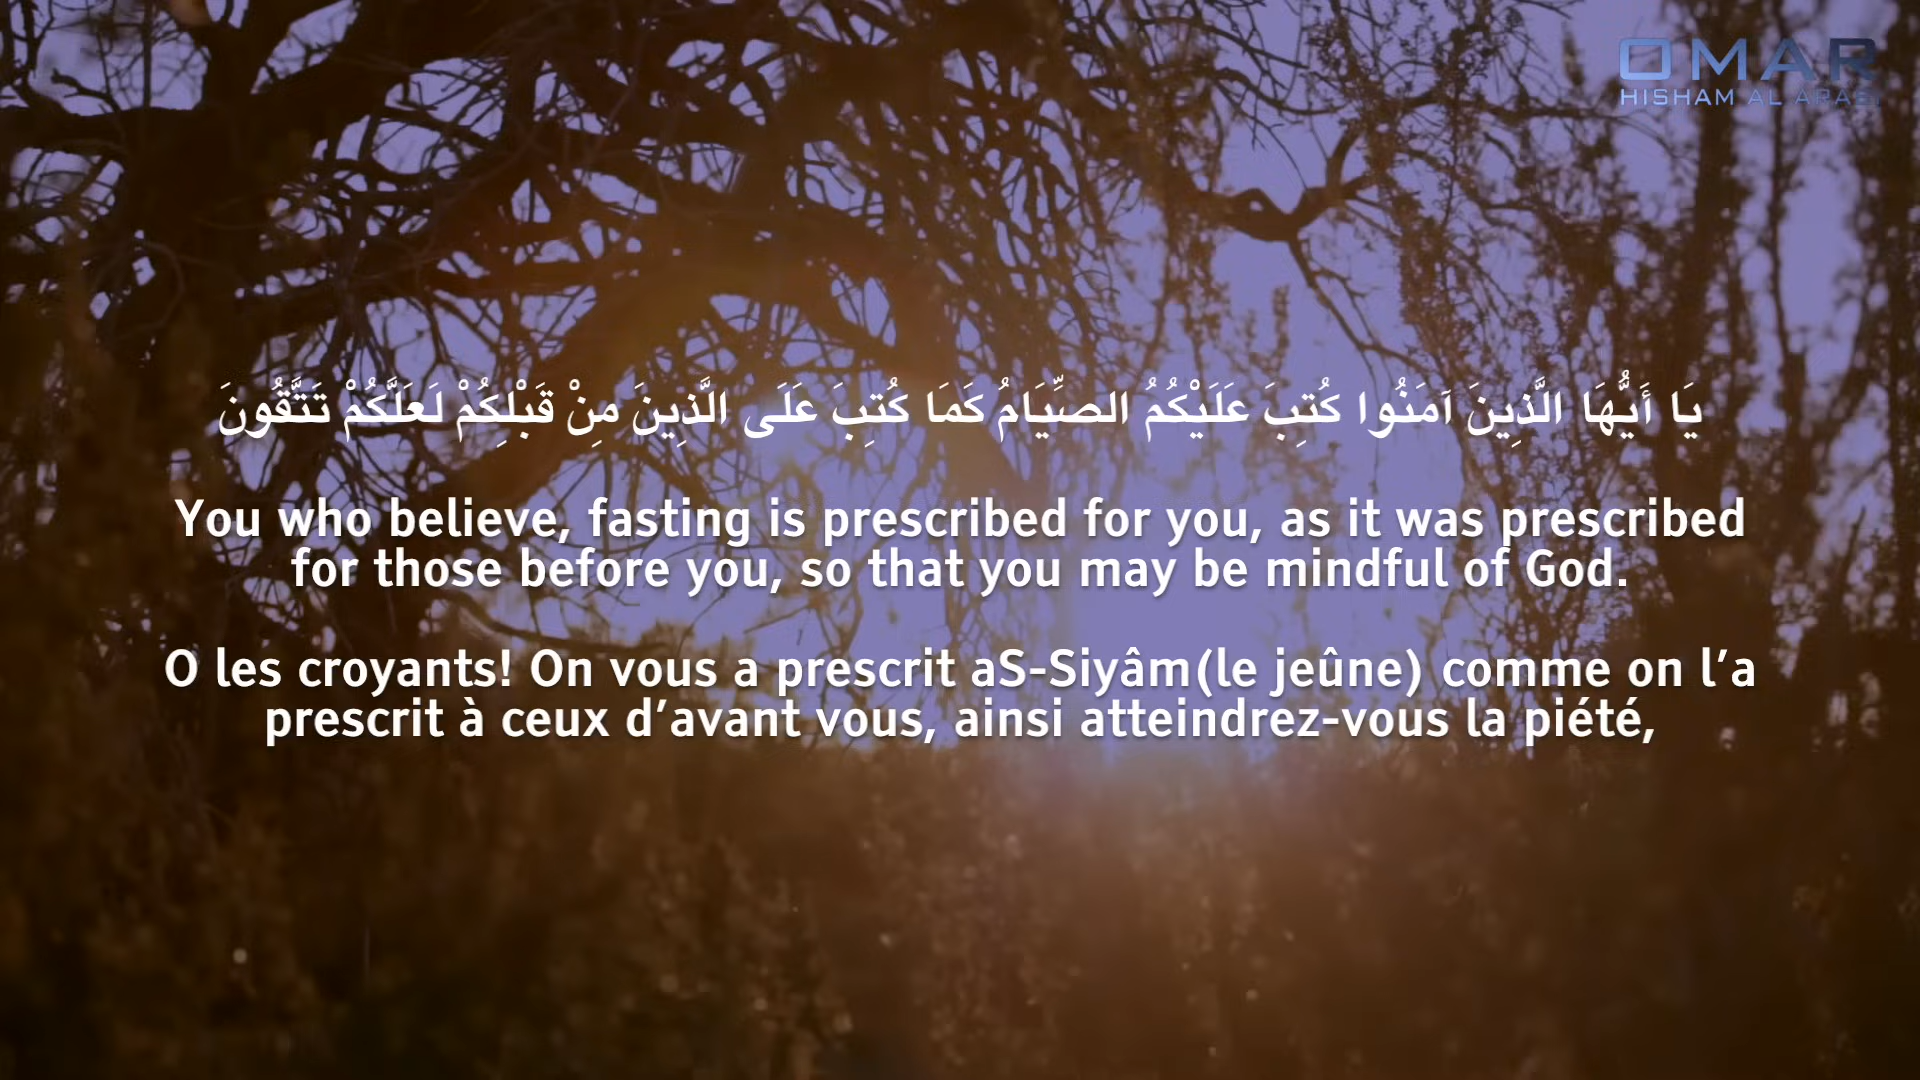 OMAR
HISHAM AL ARABI
يَا أَيُّهَا الَّذِينَ آمَنُوا كُتِبَ عَلَيْكُمُ الصِّيَامُ كَمَا كُتِبَ عَلَى الَّذِينَ مِنْ قَبْلِكُمْ لَعَلَّكُمْ تَتَّقُونَ
You who believe, fasting is prescribed for you, as it was prescribed
for those before you, so that you may be mindful of God.
O les croyants! On vous a prescrit aS-Siyâm(le jeûne) comme on l’a
prescrit à ceux d’avant vous, ainsi atteindrez-vous la piété,